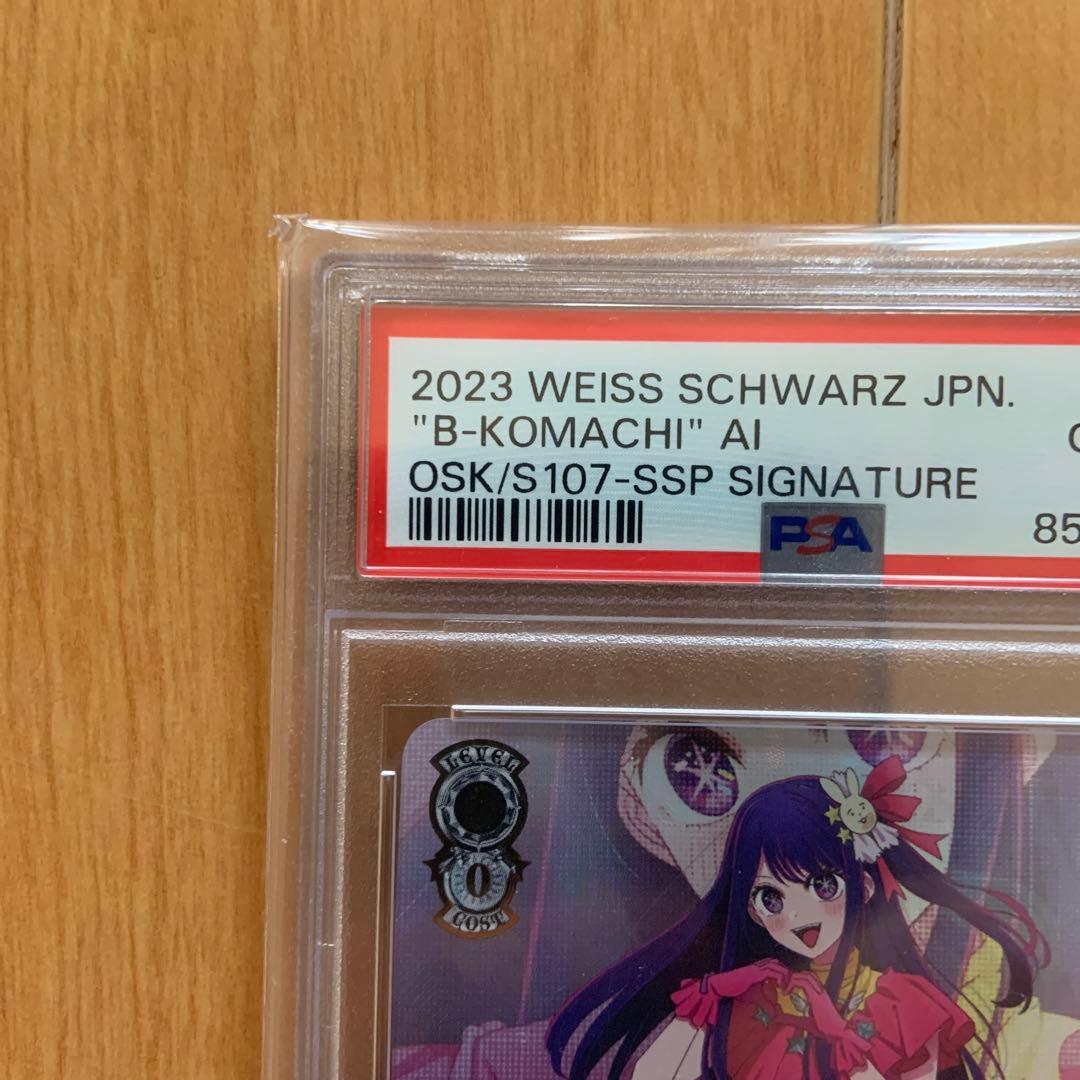 2023 WEISS SCHWARZ JPN.
"B-KOMACHI" AI
OSK/S107-SSP SIGNATURE
85
PSA
LEVEL
0
COST